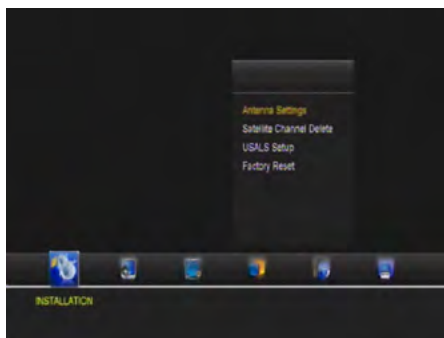 Antenna Settings
Satellite Channel Delete
USALS Setup
Factory Reset
INSTALLATION